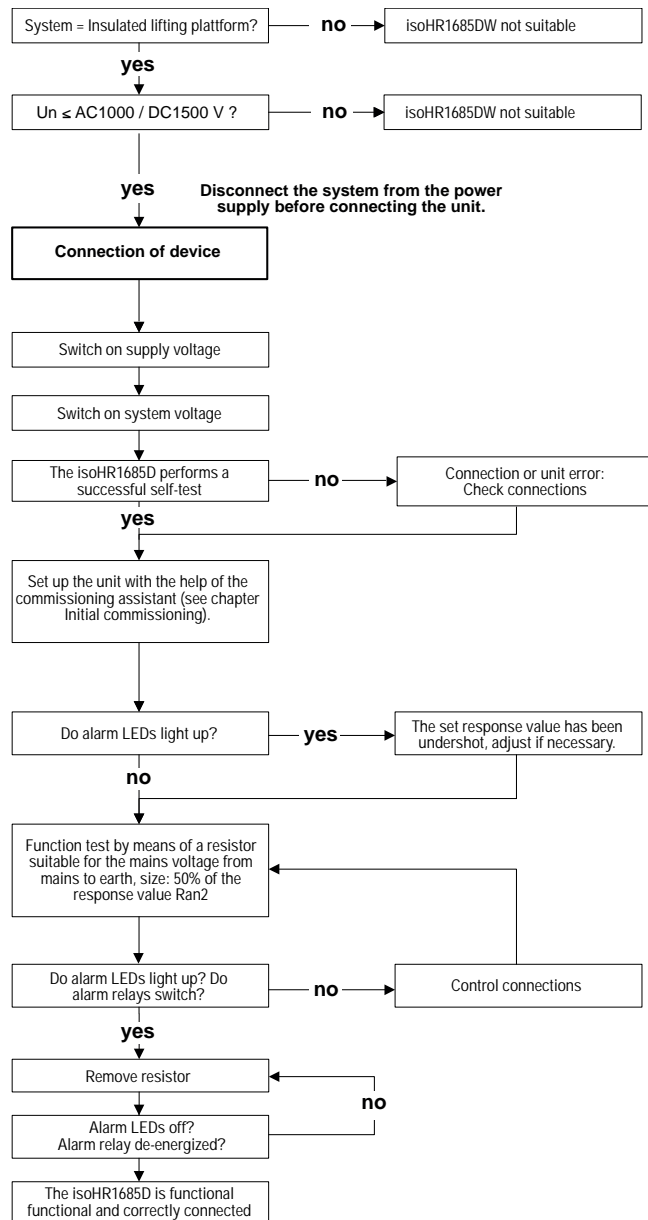 System = Insulated lifting plattform?
no
isoHR1685DW not suitable
yes
Un ≤ AC1000 / DC1500 V ?
no
isoHR1685DW not suitable
yes
Disconnect the system from the power
supply before connecting the unit.
Connection of device
Switch on supply voltage
Switch on system voltage
The isoHR1685D performs a
successful self-test
no
Connection or unit error:
Check connections
yes
Set up the unit with the help of the
commissioning assistant (see chapter
Initial commissioning).
Do alarm LEDs light up?
yes
The set response value has been
undershot, adjust if necessary.
no
Function test by means of a resistor
suitable for the mains voltage from
mains to earth, size: 50% of the
response value Ran2
Do alarm LEDs light up? Do
alarm relays switch?
no
Control connections
yes
Remove resistor
no
Alarm LEDs off?
Alarm relay de-energized?
The isoHR1685D is functional
functional and correctly connected